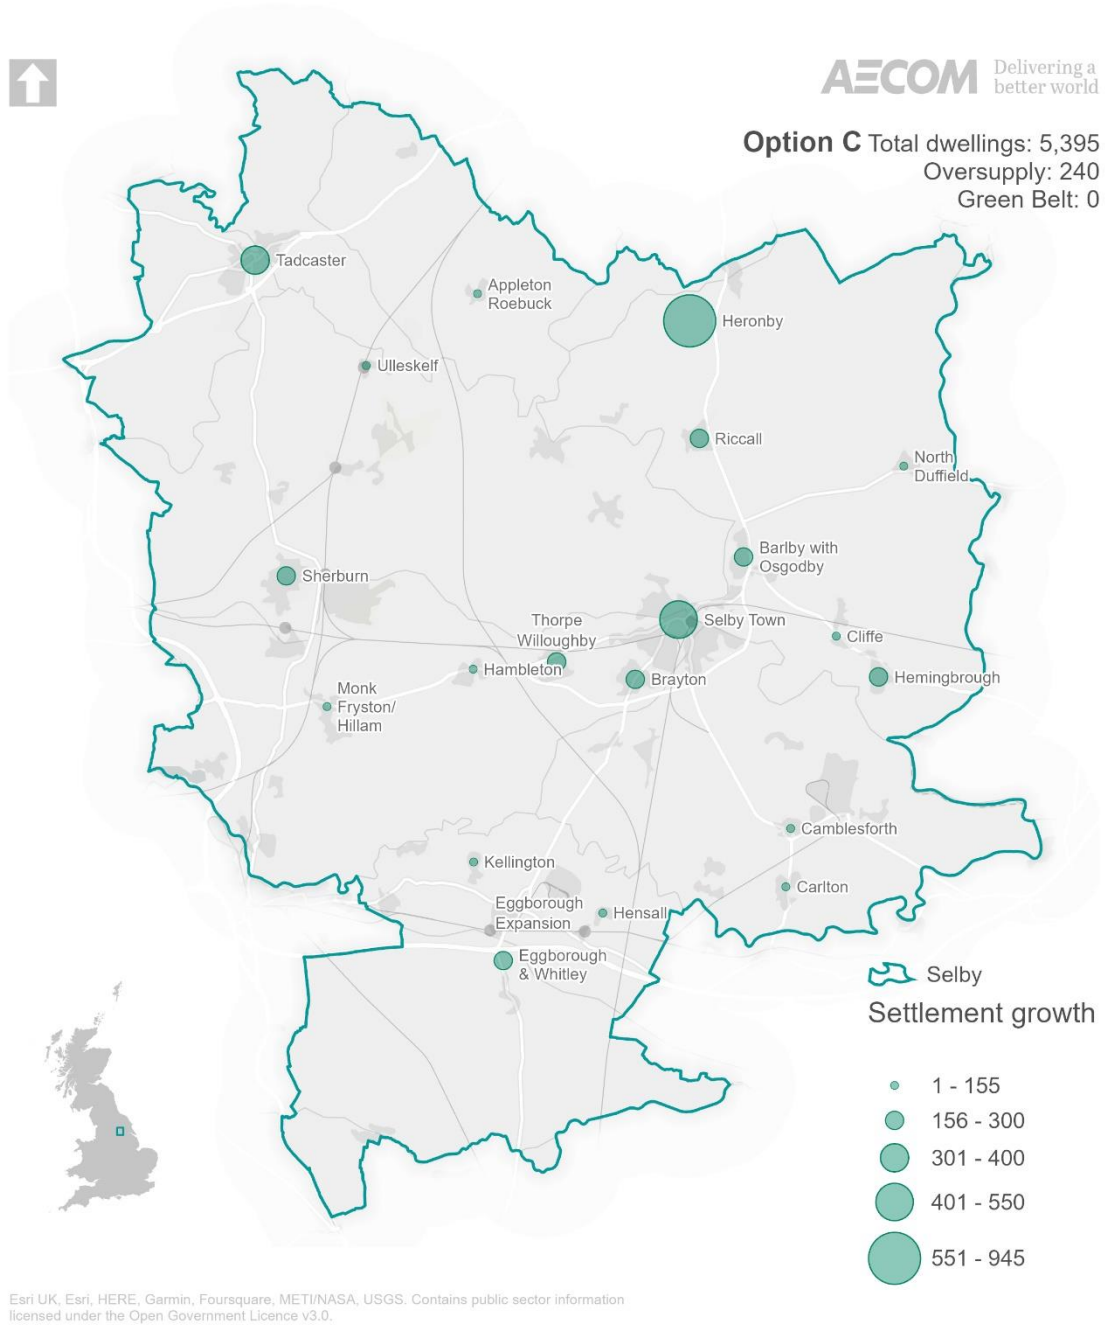 AECOM Delivering a
better world
Option C Total dwellings: 5,395
Oversupply: 240
Green Belt: 0
Tadcaster
Appleton
Roebuck
Heronby
Ulleskelf
Riccall
North
Duffield
Barlby with
Osgodby
Sherburn
Thorpe
Willoughby
Selby Town
Cliffe
Hambleton
Brayton
Hemingbrough
Monk
Fryston/
Hillam
Camblesforth
Kellington
Carlton
Eggborough
Expansion
Hensall
Eggborough
& Whitley
Selby
Settlement growth
1 - 155
156 - 300
301 - 400
401 - 550
551 - 945
Esri UK, Esri, HERE, Garmin, Foursquare, METI/NASA, USGS. Contains public sector information
licensed under the Open Government Licence v3.0.